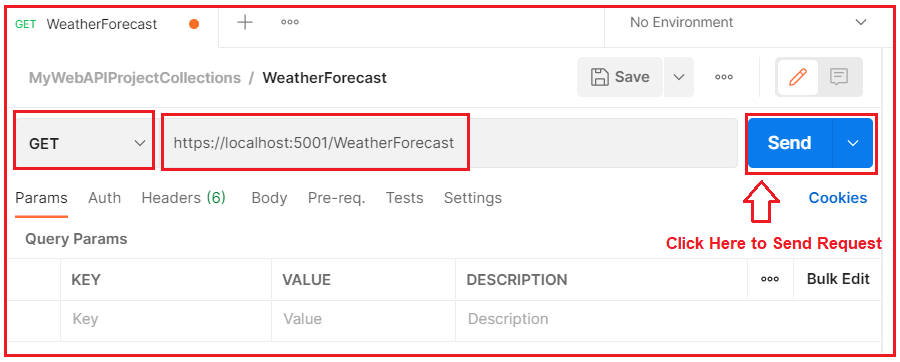 GET WeatherForecast No Environment
MyWebAPIProjectCollections / WeatherForecast Save
GET https://localhost:5001/WeatherForecast Send
Params Auth Headers (6) Body Pre-req. Tests Settings Cookies
Click Here to Send Request
Query Params
KEY VALUE DESCRIPTION Bulk Edit
Key Value Description